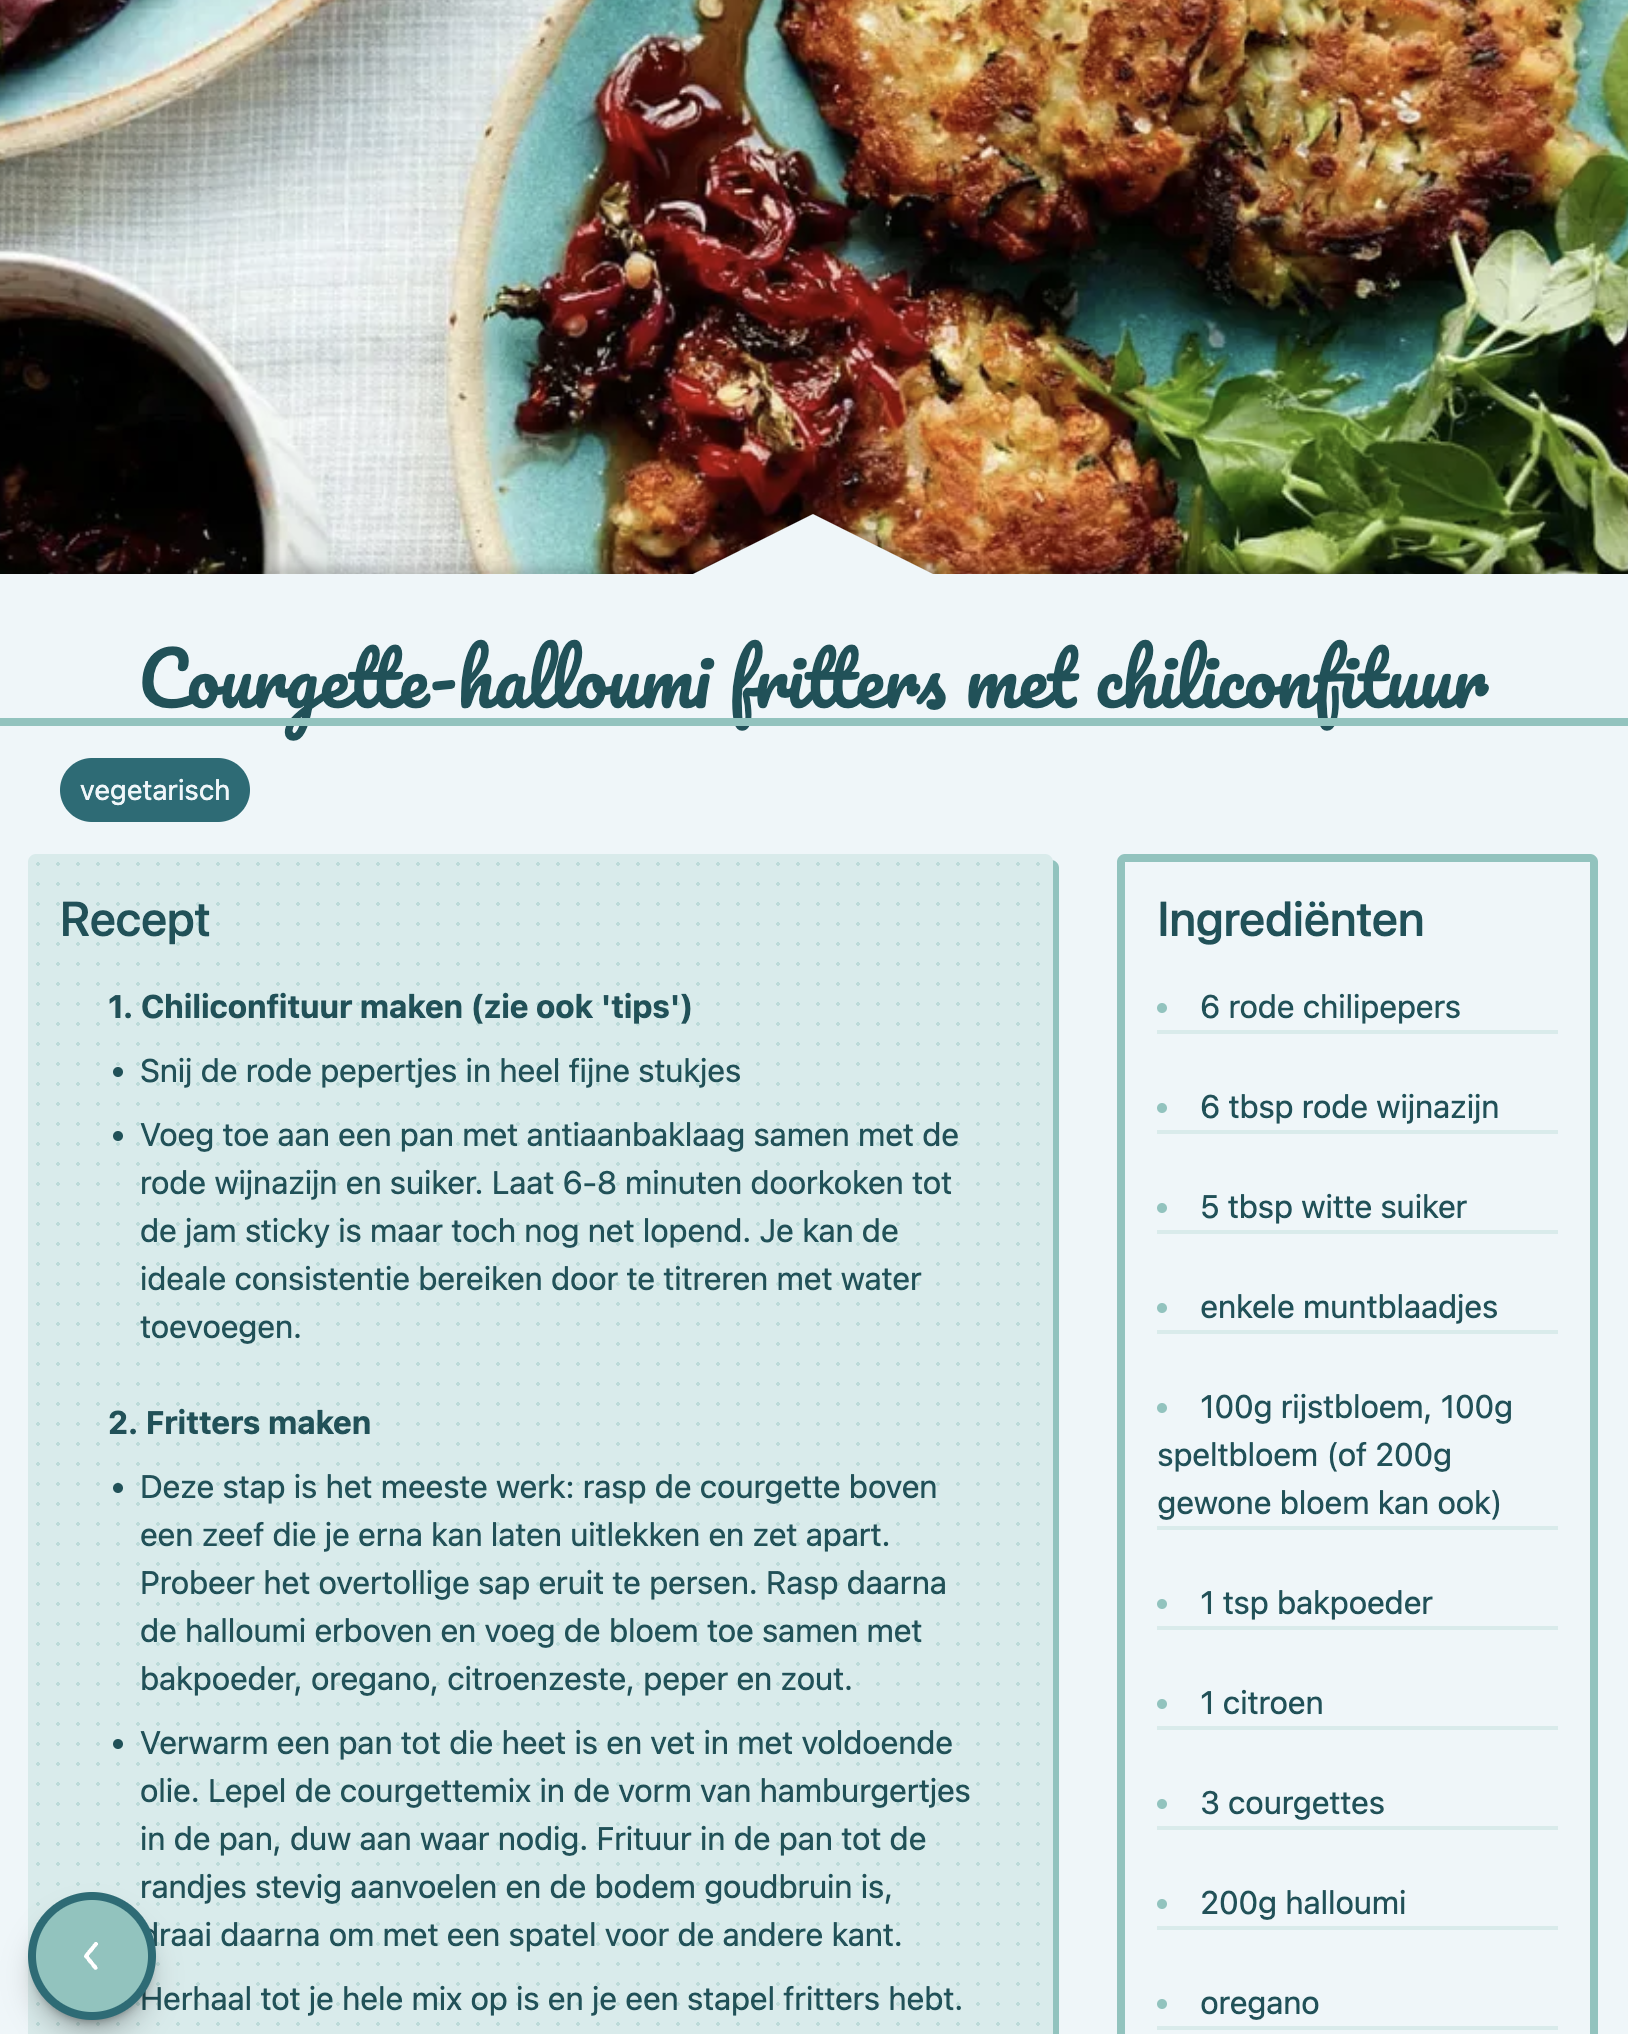 Courgette-halloumi fritters met chiliconfituur
vegetarisch
Recept
1. Chiliconfituur maken (zie ook 'tips')
• Snij de rode pepertjes in heel fijne stukjes
• Voeg toe aan een pan met antiaanbaklaag samen met de
rode wijnazijn en suiker. Laat 6-8 minuten doorkoken tot
de jam sticky is maar toch nog net lopend. Je kan de
ideale consistentie bereiken door te titreren met water
toevoegen.
2. Fritters maken
• Deze stap is het meeste werk: rasp de courgette boven
een zeef die je erna kan laten uitlekken en zet apart.
Probeer het overtollige sap eruit te persen. Rasp daarna
de halloumi erboven en voeg de bloem toe samen met
bakpoeder, oregano, citroenzeste, peper en zout.
• Verwarm een pan tot die heet is en vet in met voldoende
olie. Lepel de courgettemix in de vorm van hamburgertjes
in de pan, duw aan waar nodig. Frituur in de pan tot de
randjes stevig aanvoelen en de bodem goudbruin is,
draai daarna om met een spatel voor de andere kant.
Herhaal tot je hele mix op is en je een stapel fritters hebt.
Ingrediënten
• 6 rode chilipepers
• 6 tbsp rode wijnazijn
• 5 tbsp witte suiker
• enkele muntblaadjes
• 100g rijstbloem, 100g
speltbloem (of 200g
gewone bloem kan ook)
• 1 tsp bakpoeder
• 1 citroen
• 3 courgettes
• 200g halloumi
• oregano